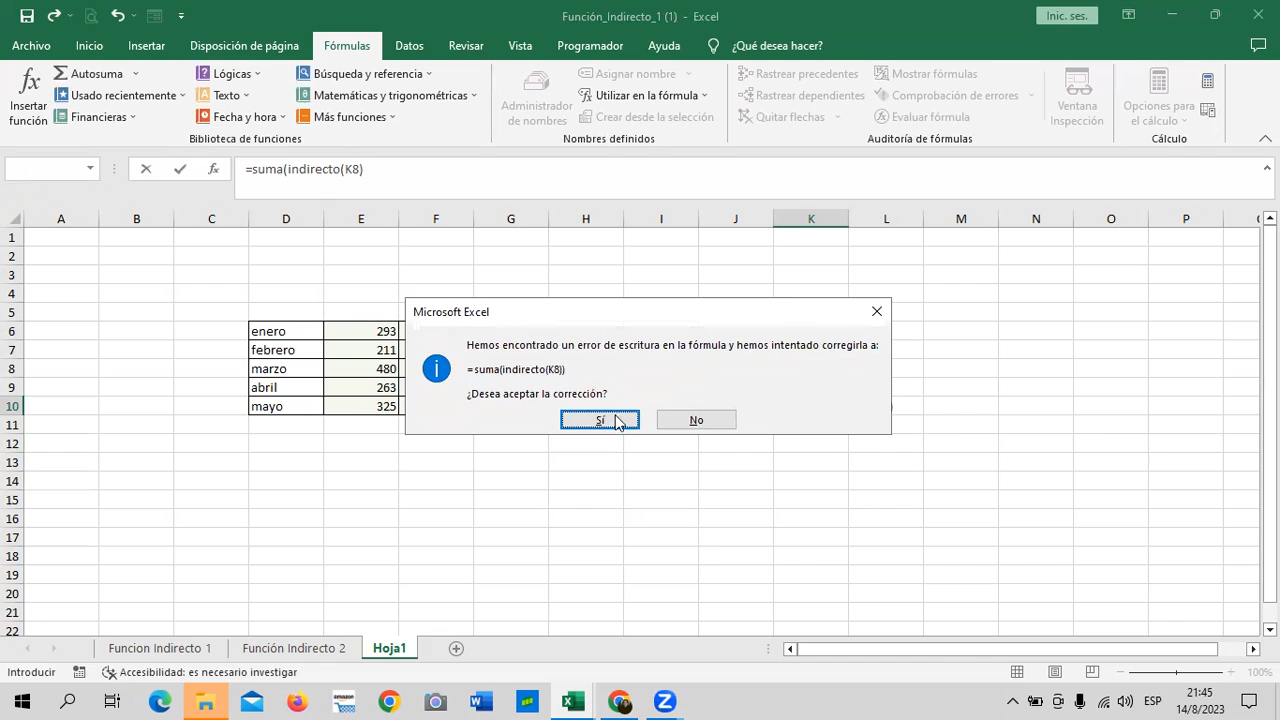 Función_Indirecto_1 (1) - Excel
Inic. ses.
Archivo Inicio Insertar Disposición de página Fórmulas Datos Revisar Vista Programador Ayuda ¿Qué desea hacer?
Insertar función
Autosuma
Usado recientemente
Financieras
Lógicas
Texto
Fecha y hora
Búsqueda y referencia
Matemáticas y trigonométricas
Más funciones
Biblioteca de funciones
Administrador de nombres
Asignar nombre
Utilizar en la fórmula
Crear desde la selección
Nombres definidos
Rastrear precedentes
Rastrear dependientes
Quitar flechas
Mostrar fórmulas
Comprobación de errores
Evaluar fórmula
Auditoría de fórmulas
Ventana Inspección
Opciones para el cálculo
Cálculo
fx =suma(indirecto(K8)
A B C D E F G H I J K L M N O P
1
2
3
4
5
6 enero 293
7 febrero 211
8 marzo 480
9 abril 263
10 mayo 325
11
12
13
14
15
16
17
18
19
20
21
22
Microsoft Excel
Hemos encontrado un error de escritura en la fórmula y hemos intentado corregirla a:
=suma(indirecto(K8))
¿Desea aceptar la corrección?
Sí No
Funcion Indirecto 1 Función Indirecto 2 Hoja1
Introducir Accesibilidad: es necesario investigar 100%
ESP 21:45
14/8/2023